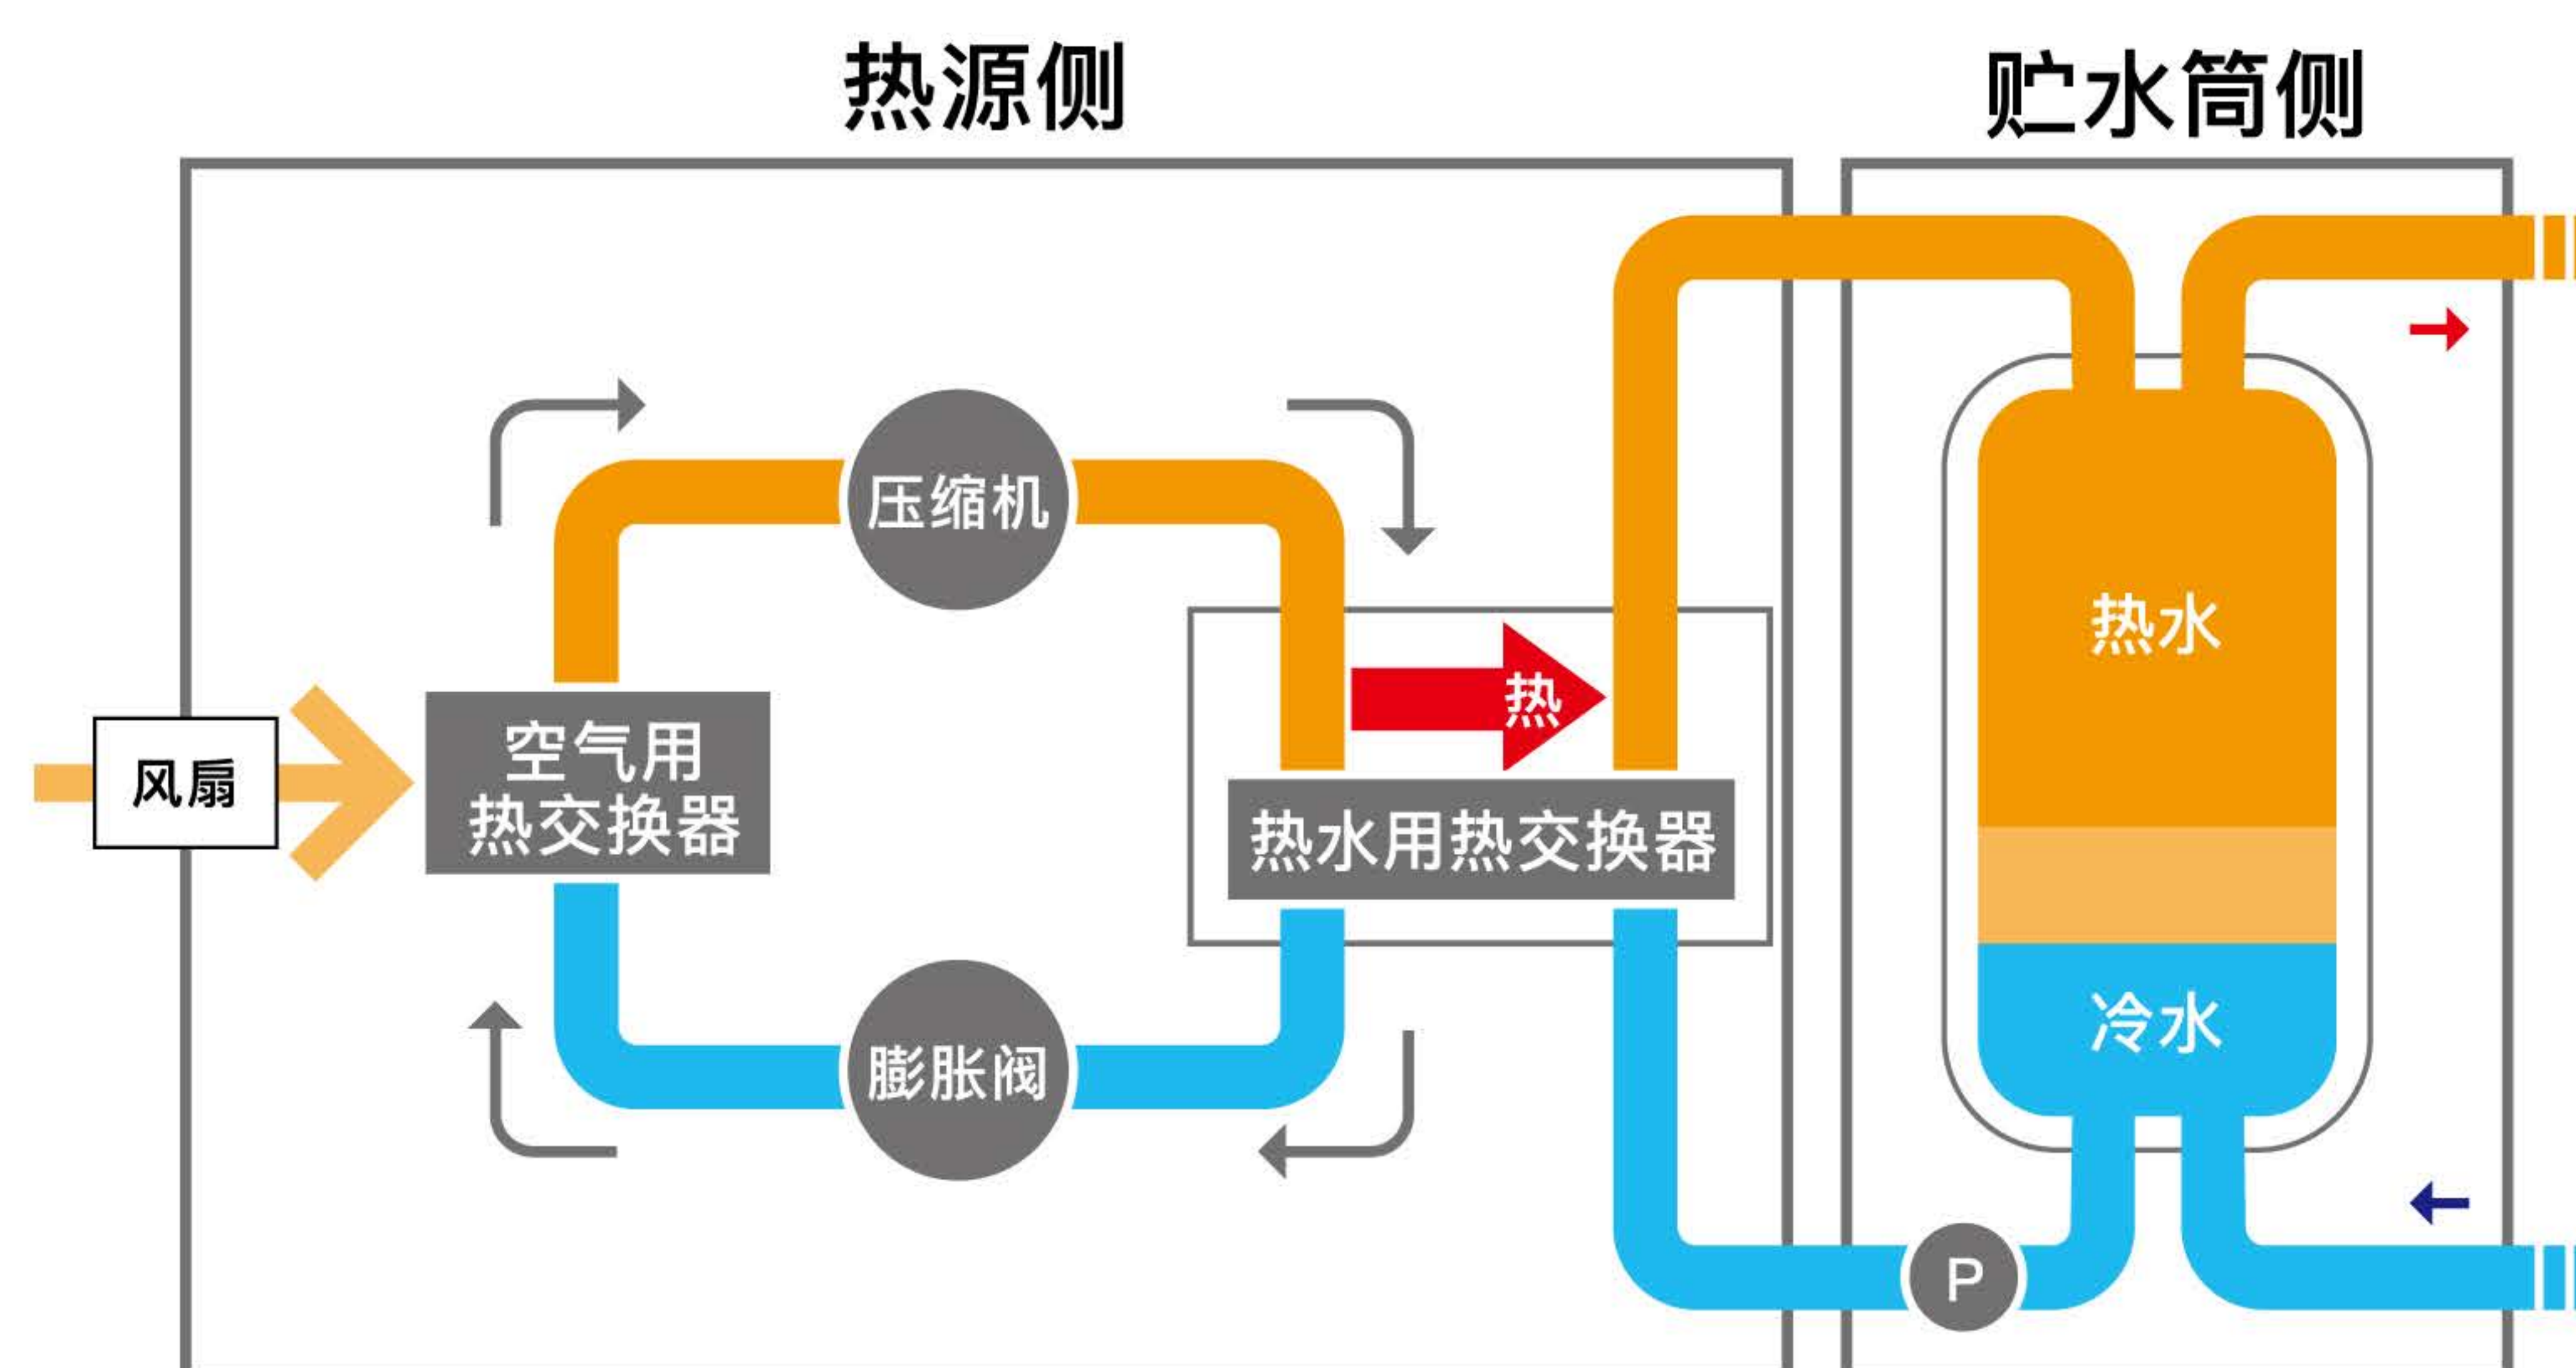 热源侧
贮水筒侧
压缩机
热水
热
空气用
热交换器
风扇
热水用热交换器
冷水
膨胀阀
P